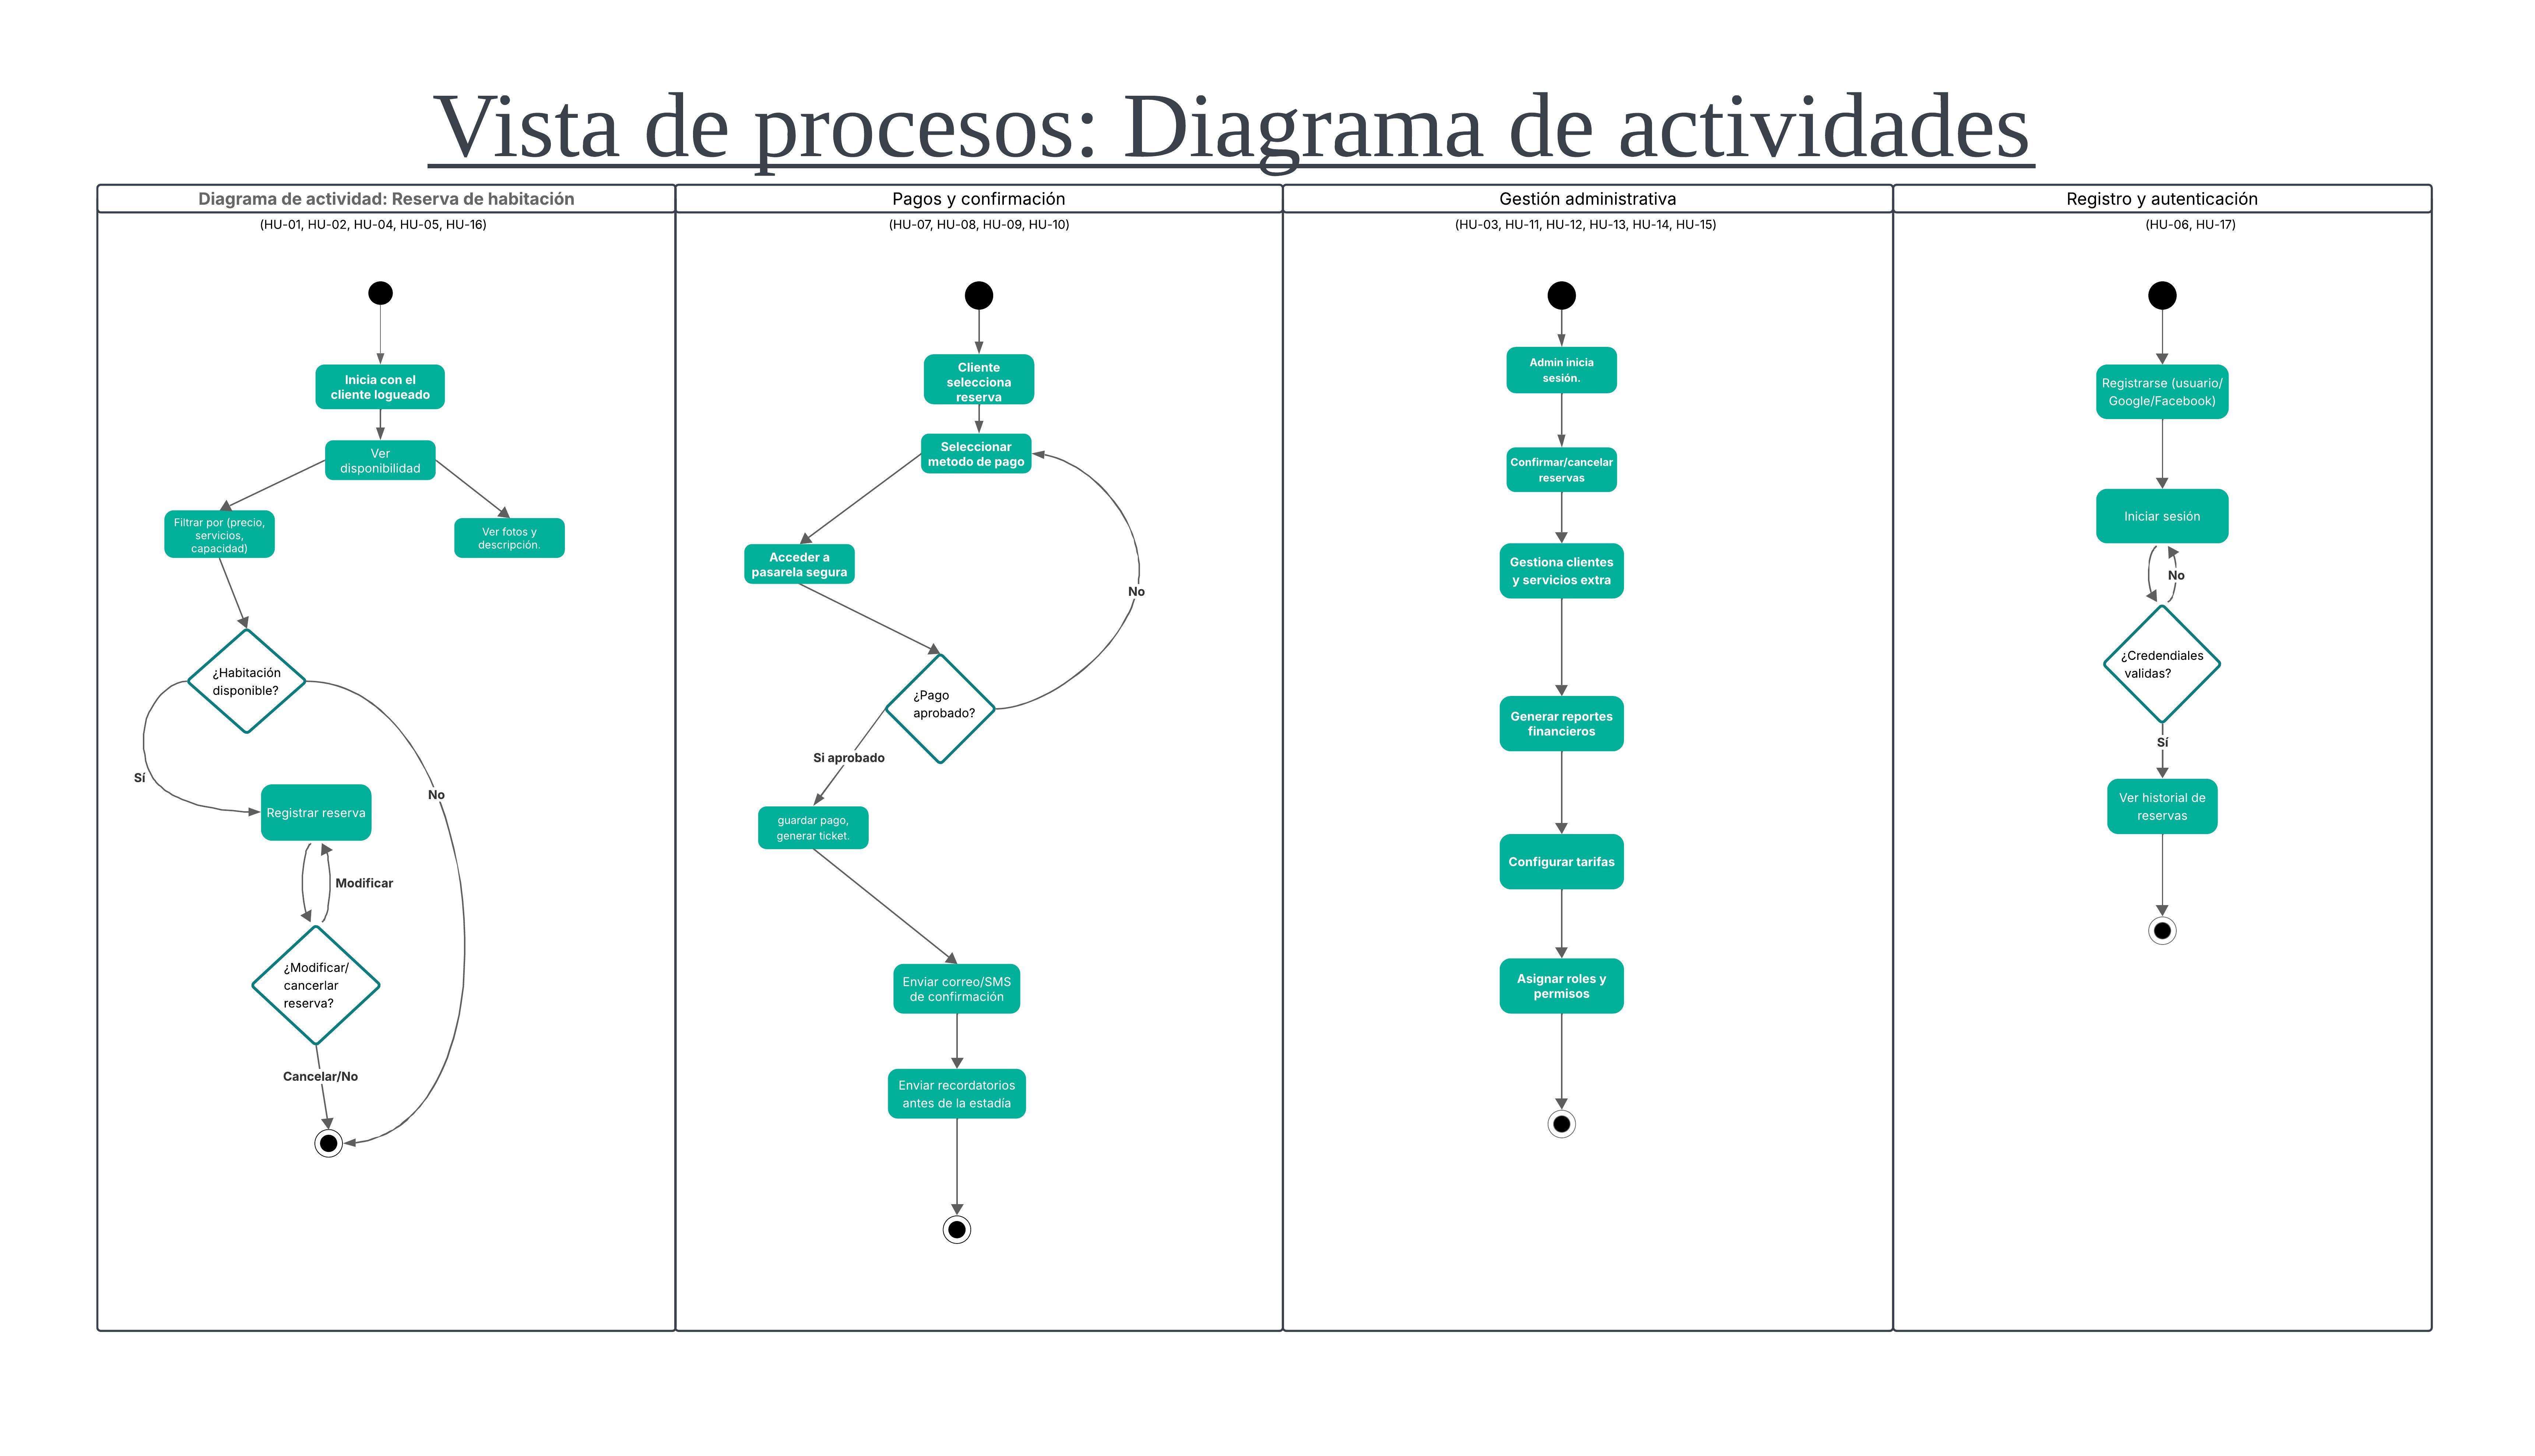 Vista de procesos: Diagrama de actividades
Diagrama de actividad: Reserva de habitación
(HU-01, HU-02, HU-04, HU-05, HU-16)
Inicia con el
cliente logueado
Ver
disponibilidad
Filtrar por (precio,
servicios,
capacidad)
Ver fotos y
descripción.
¿Habitación
disponible?
Sí
No
Registrar reserva
Modificar
¿Modificar/
cancerlar
reserva?
Cancelar/No
Pagos y confirmación
(HU-07, HU-08, HU-09, HU-10)
Cliente
selecciona
reserva
Seleccionar
metodo de pago
Acceder a
pasarela segura
No
¿Pago
aprobado?
Si aprobado
guardar pago,
generar ticket.
Enviar correo/SMS
de confirmación
Enviar recordatorios
antes de la estadía
Gestión administrativa
(HU-03, HU-11, HU-12, HU-13, HU-14, HU-15)
Admin inicia
sesión.
Confirmar/cancelar
reservas
Gestiona clientes
y servicios extra
Generar reportes
financieros
Configurar tarifas
Asignar roles y
permisos
Registro y autenticación
(HU-06, HU-17)
Registrarse (usuario/
Google/Facebook)
Iniciar sesión
No
¿Credendiales
validas?
Sí
Ver historial de
reservas